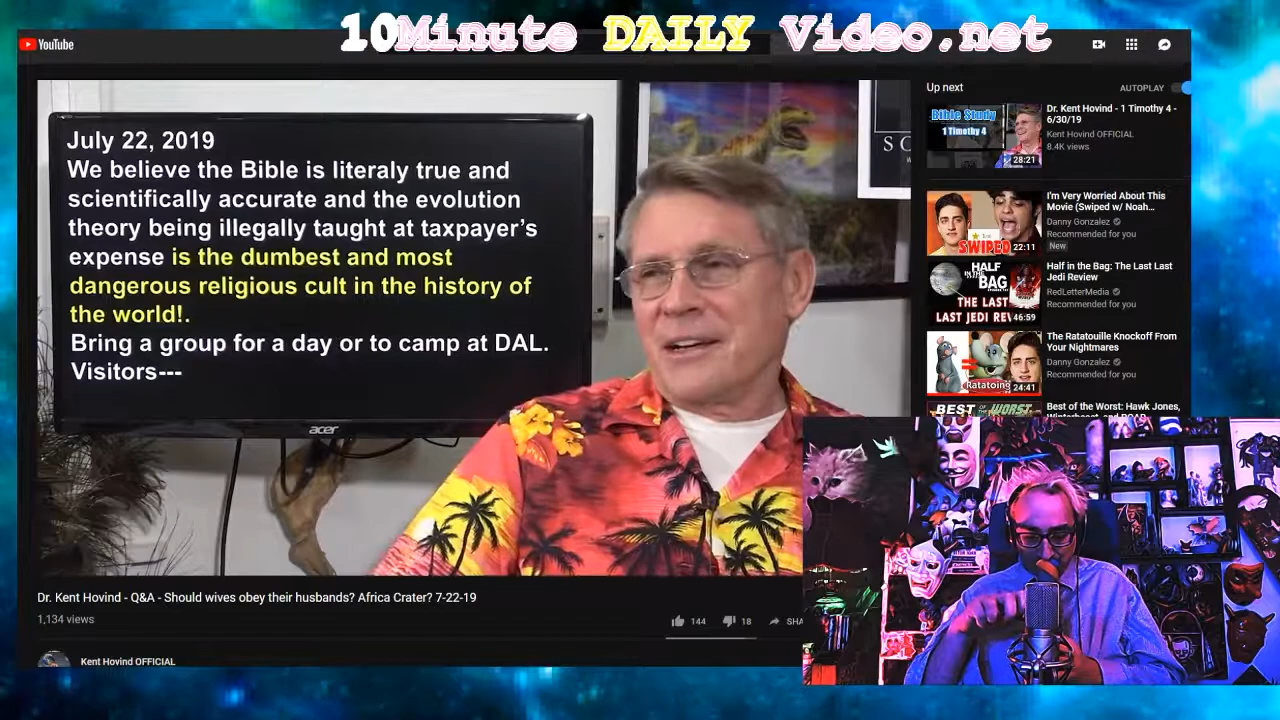 10Minute DAILY Video.net
YouTube
July 22, 2019
We believe the Bible is literaly true and
scientifically accurate and the evolution
theory being illegally taught at taxpayer's
expense is the dumbest and most
dangerous religious cult in the history of
the world!.
Bring a group for a day or to camp at DAL.
Visitors---
acer
SC
Dr. Kent Hovind - Q&A - Should wives obey their husbands? Africa Crater? 7-22-19
1,134 views
144
18
SHA
Kent Hovind OFFICIAL
Up next
AUTOPLAY
Bible Study
1 Timothy 4
28:21
Dr. Kent Hovind - 1 Timothy 4 -
6/30/19
Kent Hovind OFFICIAL
8.4K views
SWIPED
22:11
I'm Very Worried About This
Movie (Swiped w/ Noah...
Danny Gonzalez
Recommended for you
New
HALF
IN THE
BAG
THE LAST
LAST JEDI REV
46:59
Half in the Bag: The Last Last
Jedi Review
RedLetterMedia
Recommended for you
Ratatoing
24:41
The Ratatouille Knockoff From
Your Nightmares
Danny Gonzalez
Recommended for you
BEST OF THE WORST
Best of the Worst: Hawk Jones,